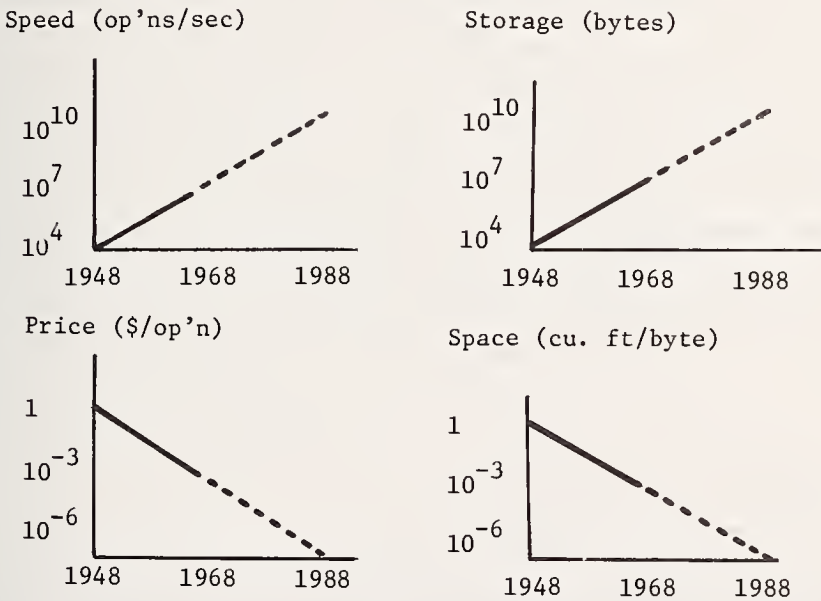 Speed (op'ns/sec)
10^10
10^7
10^4
1948 1968 1988
Storage (bytes)
10^10
10^7
10^4
1948 1968 1988
Price ($/op'n)
1
10^-3
10^-6
1948 1968 1988
Space (cu. ft/byte)
1
10^-3
10^-6
1948 1968 1988